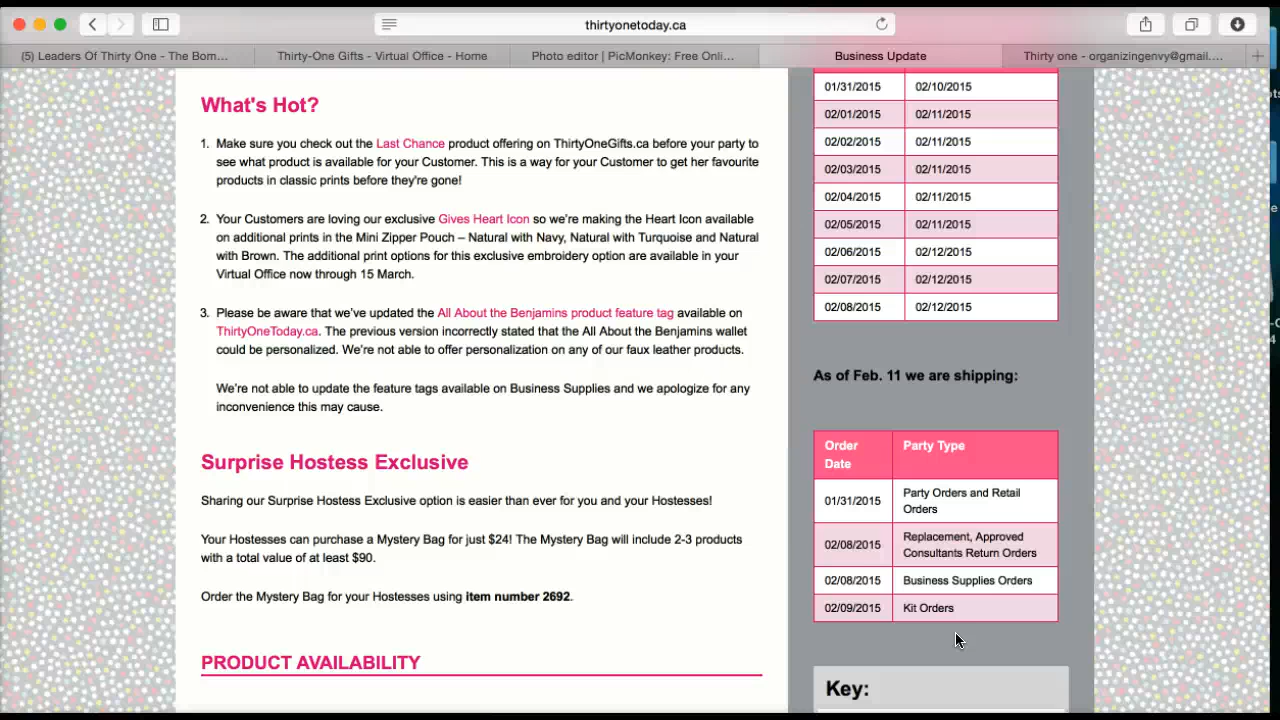 thirtyonetoday.ca
(5) Leaders Of Thirty One - The Bom...
Thirty-One Gifts - Virtual Office - Home
Photo editor | PicMonkey: Free Onli...
Business Update
Thirty one - organizingenvy@gmail....
What's Hot?
1. Make sure you check out the Last Chance product offering on ThirtyOneGifts.ca before your party to
see what product is available for your Customer. This is a way for your Customer to get her favourite
products in classic prints before they're gone!
2. Your Customers are loving our exclusive Gives Heart Icon so we're making the Heart Icon available
on additional prints in the Mini Zipper Pouch – Natural with Navy, Natural with Turquoise and Natural
with Brown. The additional print options for this exclusive embroidery option are available in your
Virtual Office now through 15 March.
3. Please be aware that we've updated the All About the Benjamins product feature tag available on
ThirtyOneToday.ca. The previous version incorrectly stated that the All About the Benjamins wallet
could be personalized. We're not able to offer personalization on any of our faux leather products.
We're not able to update the feature tags available on Business Supplies and we apologize for any
inconvenience this may cause.
Surprise Hostess Exclusive
Sharing our Surprise Hostess Exclusive option is easier than ever for you and your Hostesses!
Your Hostesses can purchase a Mystery Bag for just $24! The Mystery Bag will include 2-3 products
with a total value of at least $90.
Order the Mystery Bag for your Hostesses using item number 2692.
PRODUCT AVAILABILITY
01/31/2015 02/10/2015
02/01/2015 02/11/2015
02/02/2015 02/11/2015
02/03/2015 02/11/2015
02/04/2015 02/11/2015
02/05/2015 02/11/2015
02/06/2015 02/12/2015
02/07/2015 02/12/2015
02/08/2015 02/12/2015
As of Feb. 11 we are shipping:
Order Party Type
Date
01/31/2015 Party Orders and Retail
Orders
02/08/2015 Replacement, Approved
Consultants Return Orders
02/08/2015 Business Supplies Orders
02/09/2015 Kit Orders
Key: